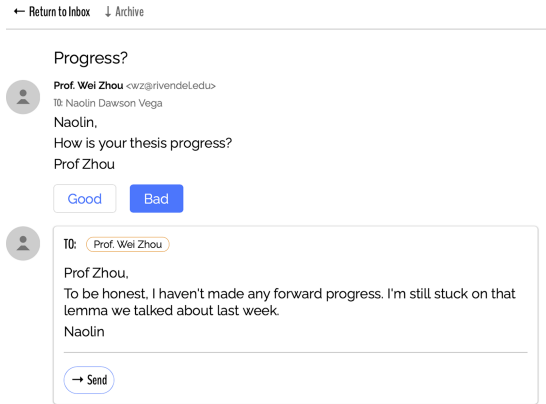 ← Return to Inbox ↓ Archive
Progress?
Prof. Wei Zhou <wz@rivendel.edu>
TO: Naolin Dawson Vega
Naolin,
How is your thesis progress?
Prof Zhou
Good Bad
TO: Prof. Wei Zhou
Prof Zhou,
To be honest, I haven't made any forward progress. I'm still stuck on that
lemma we talked about last week.
Naolin
→ Send